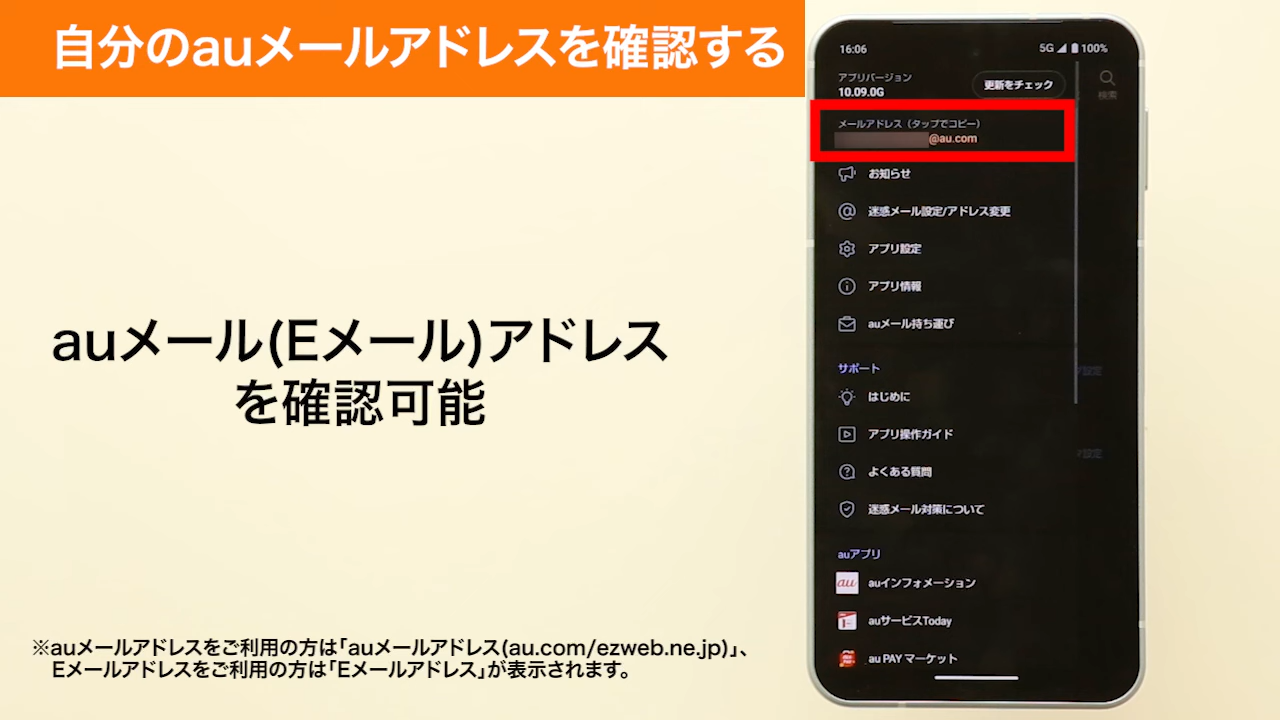 自分のauメールアドレスを確認する
auメール(Eメール)アドレス
を確認可能
※auメールアドレスをご利用の方は｢auメールアドレス(au.com/ezweb.ne.jp)｣、
Eメールアドレスをご利用の方は｢Eメールアドレス｣が表示されます。
16:06
5G 100%
アプリバージョン
10.09.0G
更新をチェック
検索
メールアドレス（タップでコピー）
@au.com
お知らせ
迷惑メール設定/アドレス変更
アプリ設定
アプリ情報
auメール持ち運び
サポート
はじめに
アプリ操作ガイド
よくある質問
迷惑メール対策について
auアプリ
au
auインフォメーション
auサービスToday
au PAY マーケット